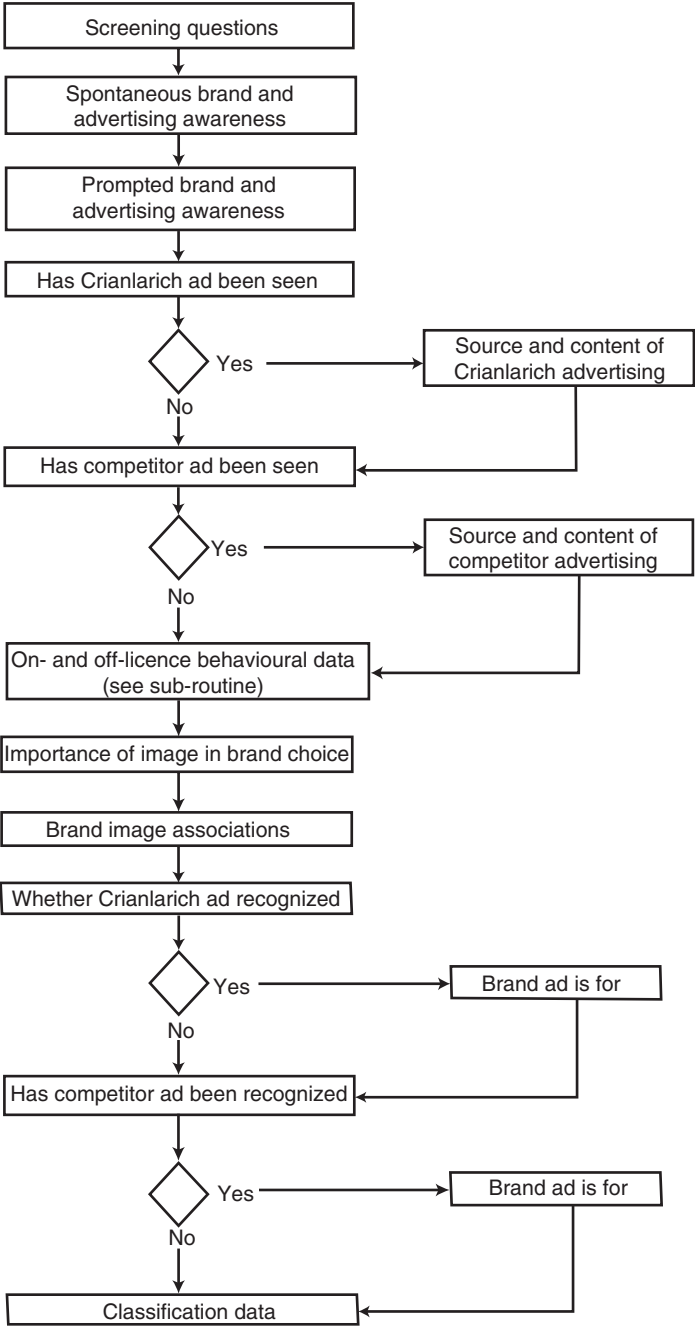 Screening questions
Spontaneous brand and
advertising awareness
Prompted brand and
advertising awareness
Has Crianlarich ad been seen
Yes
Source and content of
Crianlarich advertising
No
Has competitor ad been seen
Yes
Source and content of
competitor advertising
No
On- and off-licence behavioural data
(see sub-routine)
Importance of image in brand choice
Brand image associations
Whether Crianlarich ad recognized
Yes
Brand ad is for
No
Has competitor ad been recognized
Yes
Brand ad is for
No
Classification data